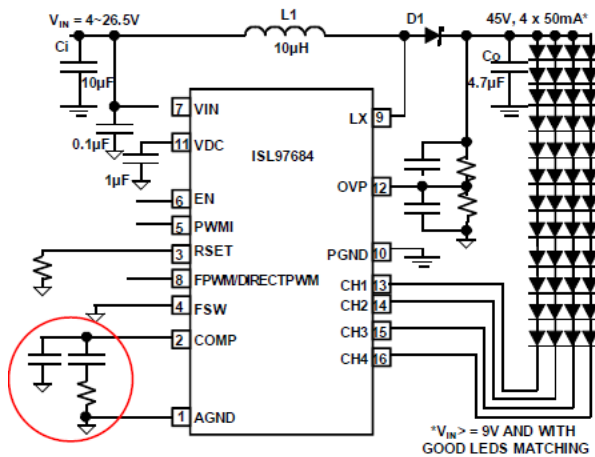 V_IN = 4~26.5V
L1
D1
45V, 4 x 50mA*
Ci
10µH
Co
10µF
4.7µF
7
VIN
LX
9
0.1µF
11
VDC
ISL97684
1µF
6
EN
OVP
12
5
PWMI
3
RSET
PGND
10
8
FPWM/DIRECTPWM
CH1
13
4
FSW
CH2
14
2
COMP
CH3
15
CH4
16
1
AGND
*V_IN> = 9V AND WITH
GOOD LEDS MATCHING